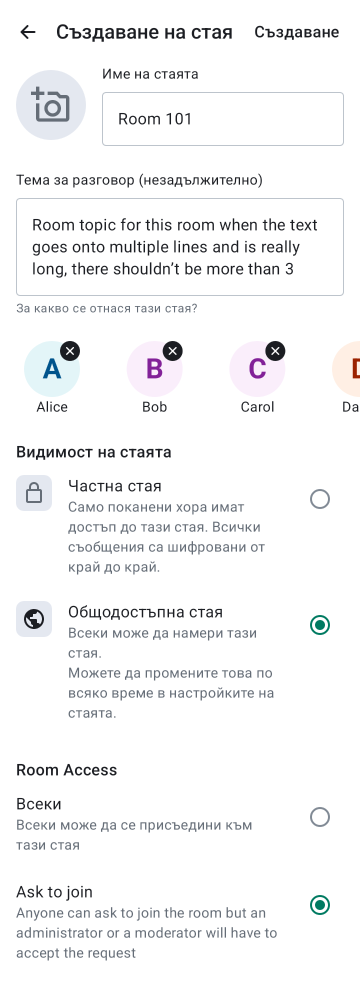 Създаване на стая
Създаване
Име на стаята
Room 101
Тема за разговор (незадължително)
Room topic for this room when the text
goes onto multiple lines and is really
long, there shouldn’t be more than 3
За какво се отнася тази стая?
A
B
C
D
Alice
Bob
Carol
Da
Видимост на стаята
Частна стая
Само поканени хора имат
достъп до тази стая. Всички
съобщения са шифровани от
край до край.
Общодостъпна стая
Всеки може да намери тази
стая.
Можете да промените това по
всяко време в настройките на
стаята.
Room Access
Всеки
Всеки може да се присъедини към
тази стая
Ask to join
Anyone can ask to join the room but an
administrator or a moderator will have to
accept the request